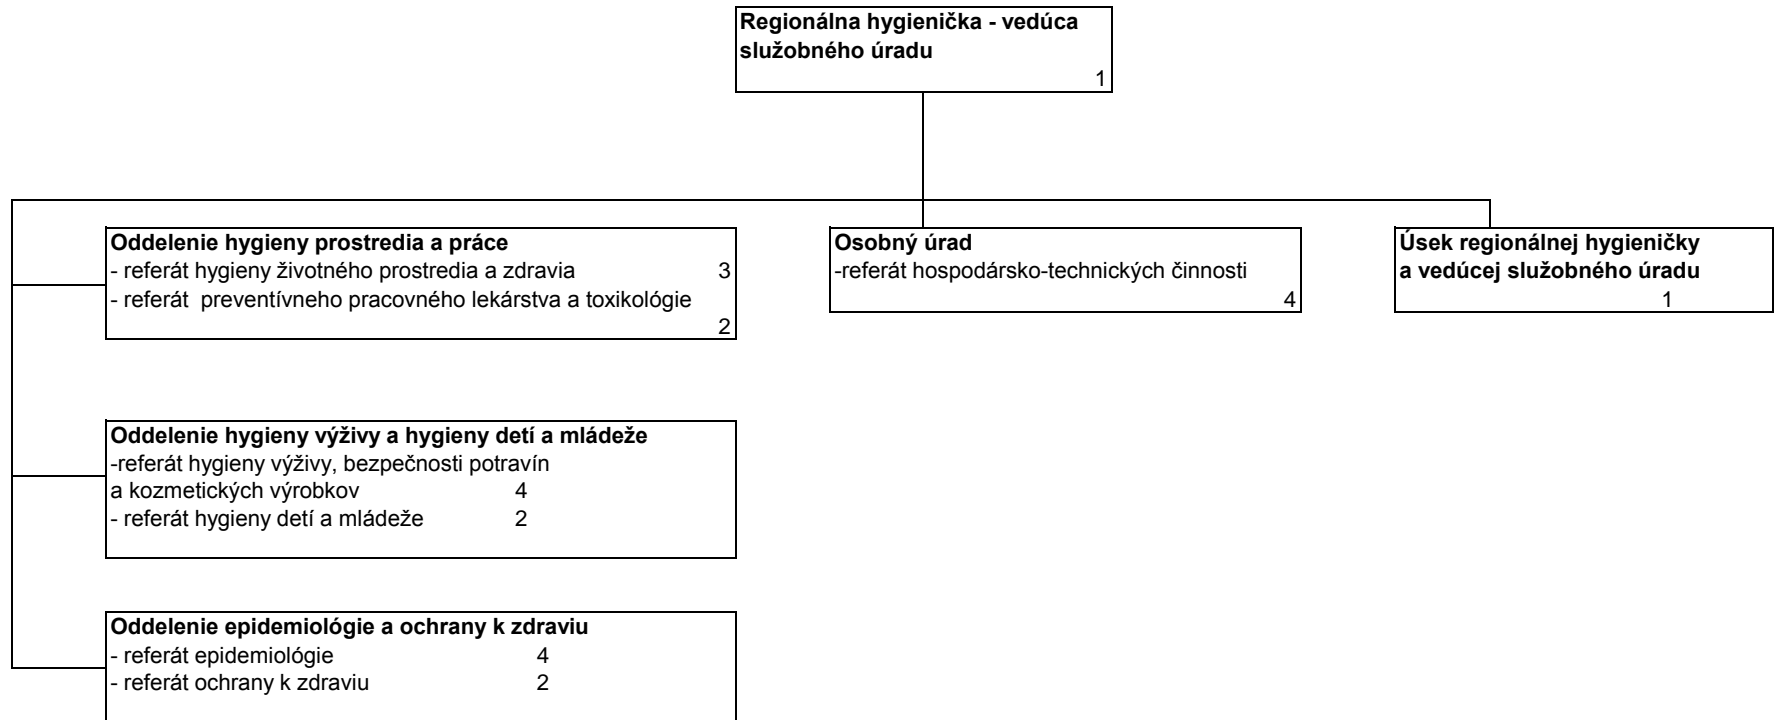 Regionálna hygienička - vedúca
služobného úradu
1
Oddelenie hygieny prostredia a práce
- referát hygieny životného prostredia a zdravia 3
- referát  preventívneho pracovného lekárstva a toxikológie
2
Osobný úrad
-referát hospodársko-technických činnosti
4
Úsek regionálnej hygieničky
a vedúcej služobného úradu
1
Oddelenie hygieny výživy a hygieny detí a mládeže
-referát hygieny výživy, bezpečnosti potravín
a kozmetických výrobkov 4
- referát hygieny detí a mládeže 2
Oddelenie epidemiológie a ochrany k zdraviu
- referát epidemiológie 4
- referát ochrany k zdraviu 2